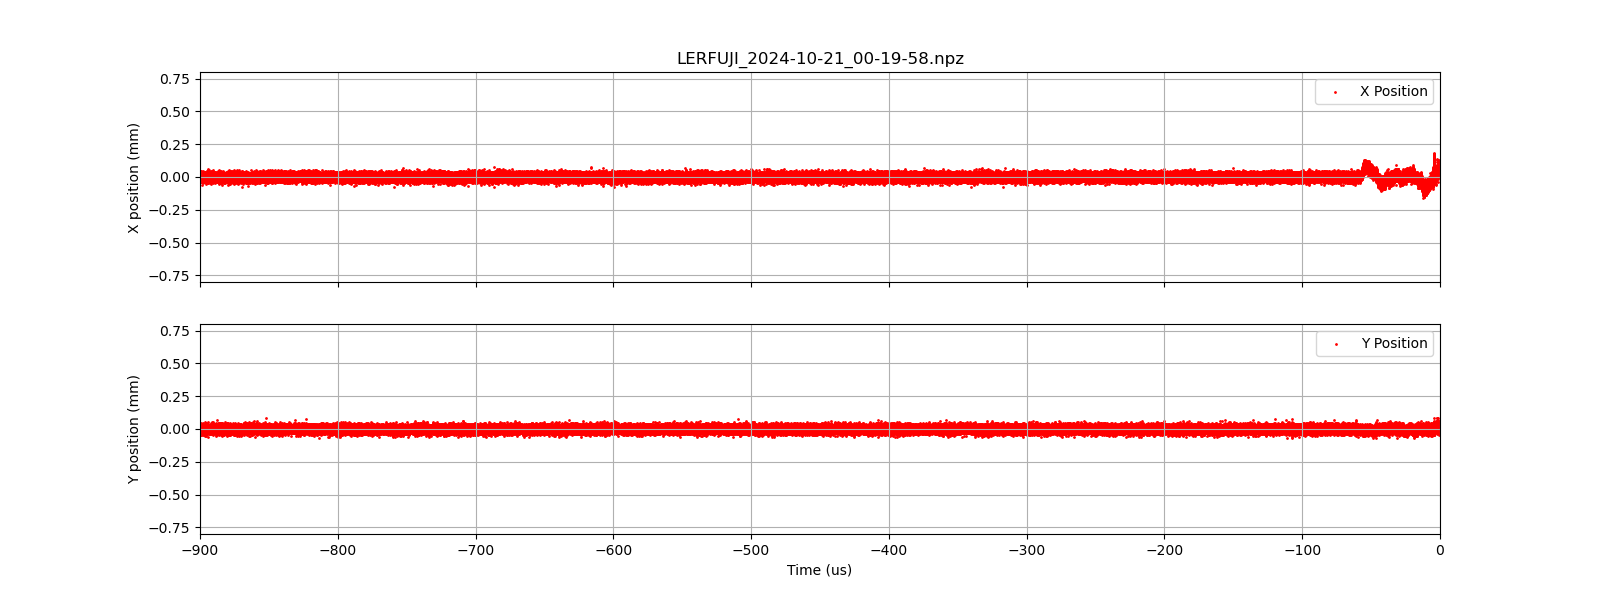 LERFUJI_2024-10-21_00-19-58.npz
0.75
0.50
0.25
0.00
−0.25
−0.50
−0.75
X position (mm)
X Position
0.75
0.50
0.25
0.00
−0.25
−0.50
−0.75
Y position (mm)
Y Position
−900 −800 −700 −600 −500 −400 −300 −200 −100 0
Time (us)